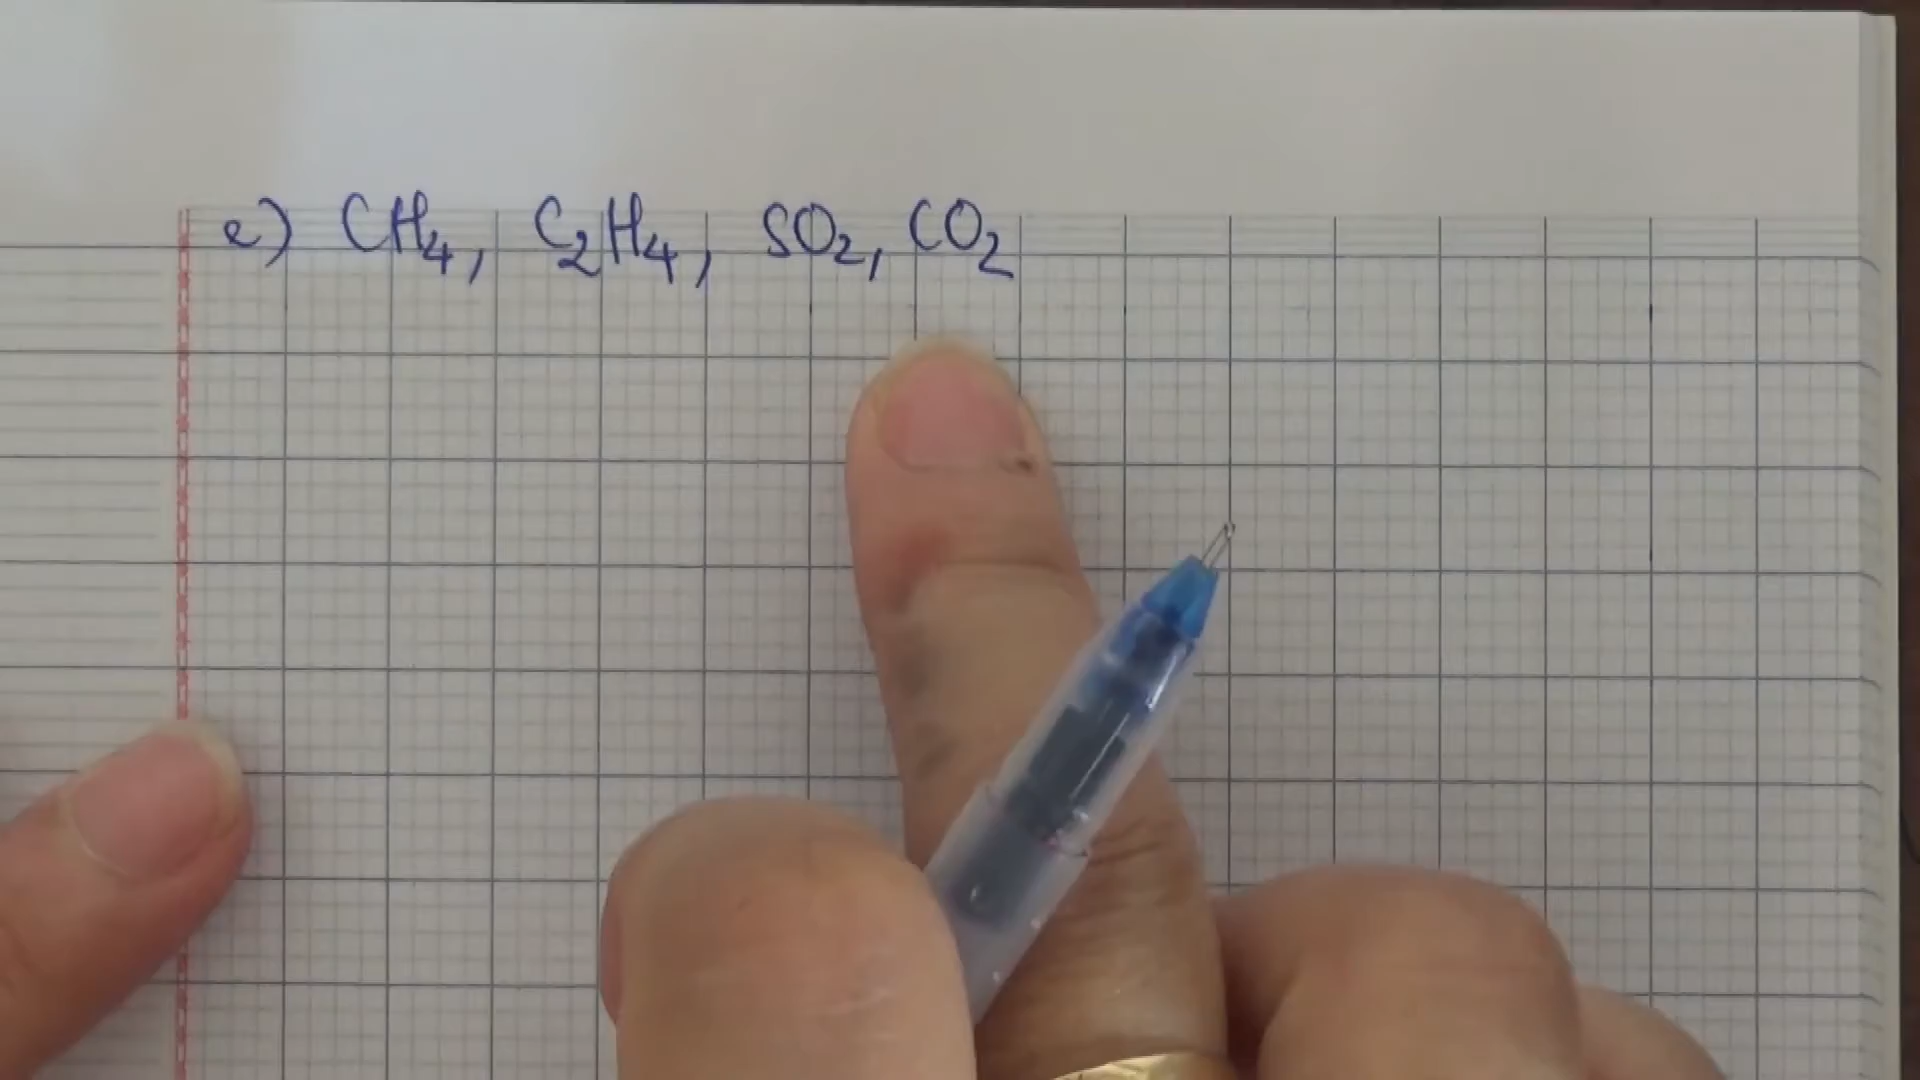 e) CH₄, C₂H₄, SO₂, CO₂